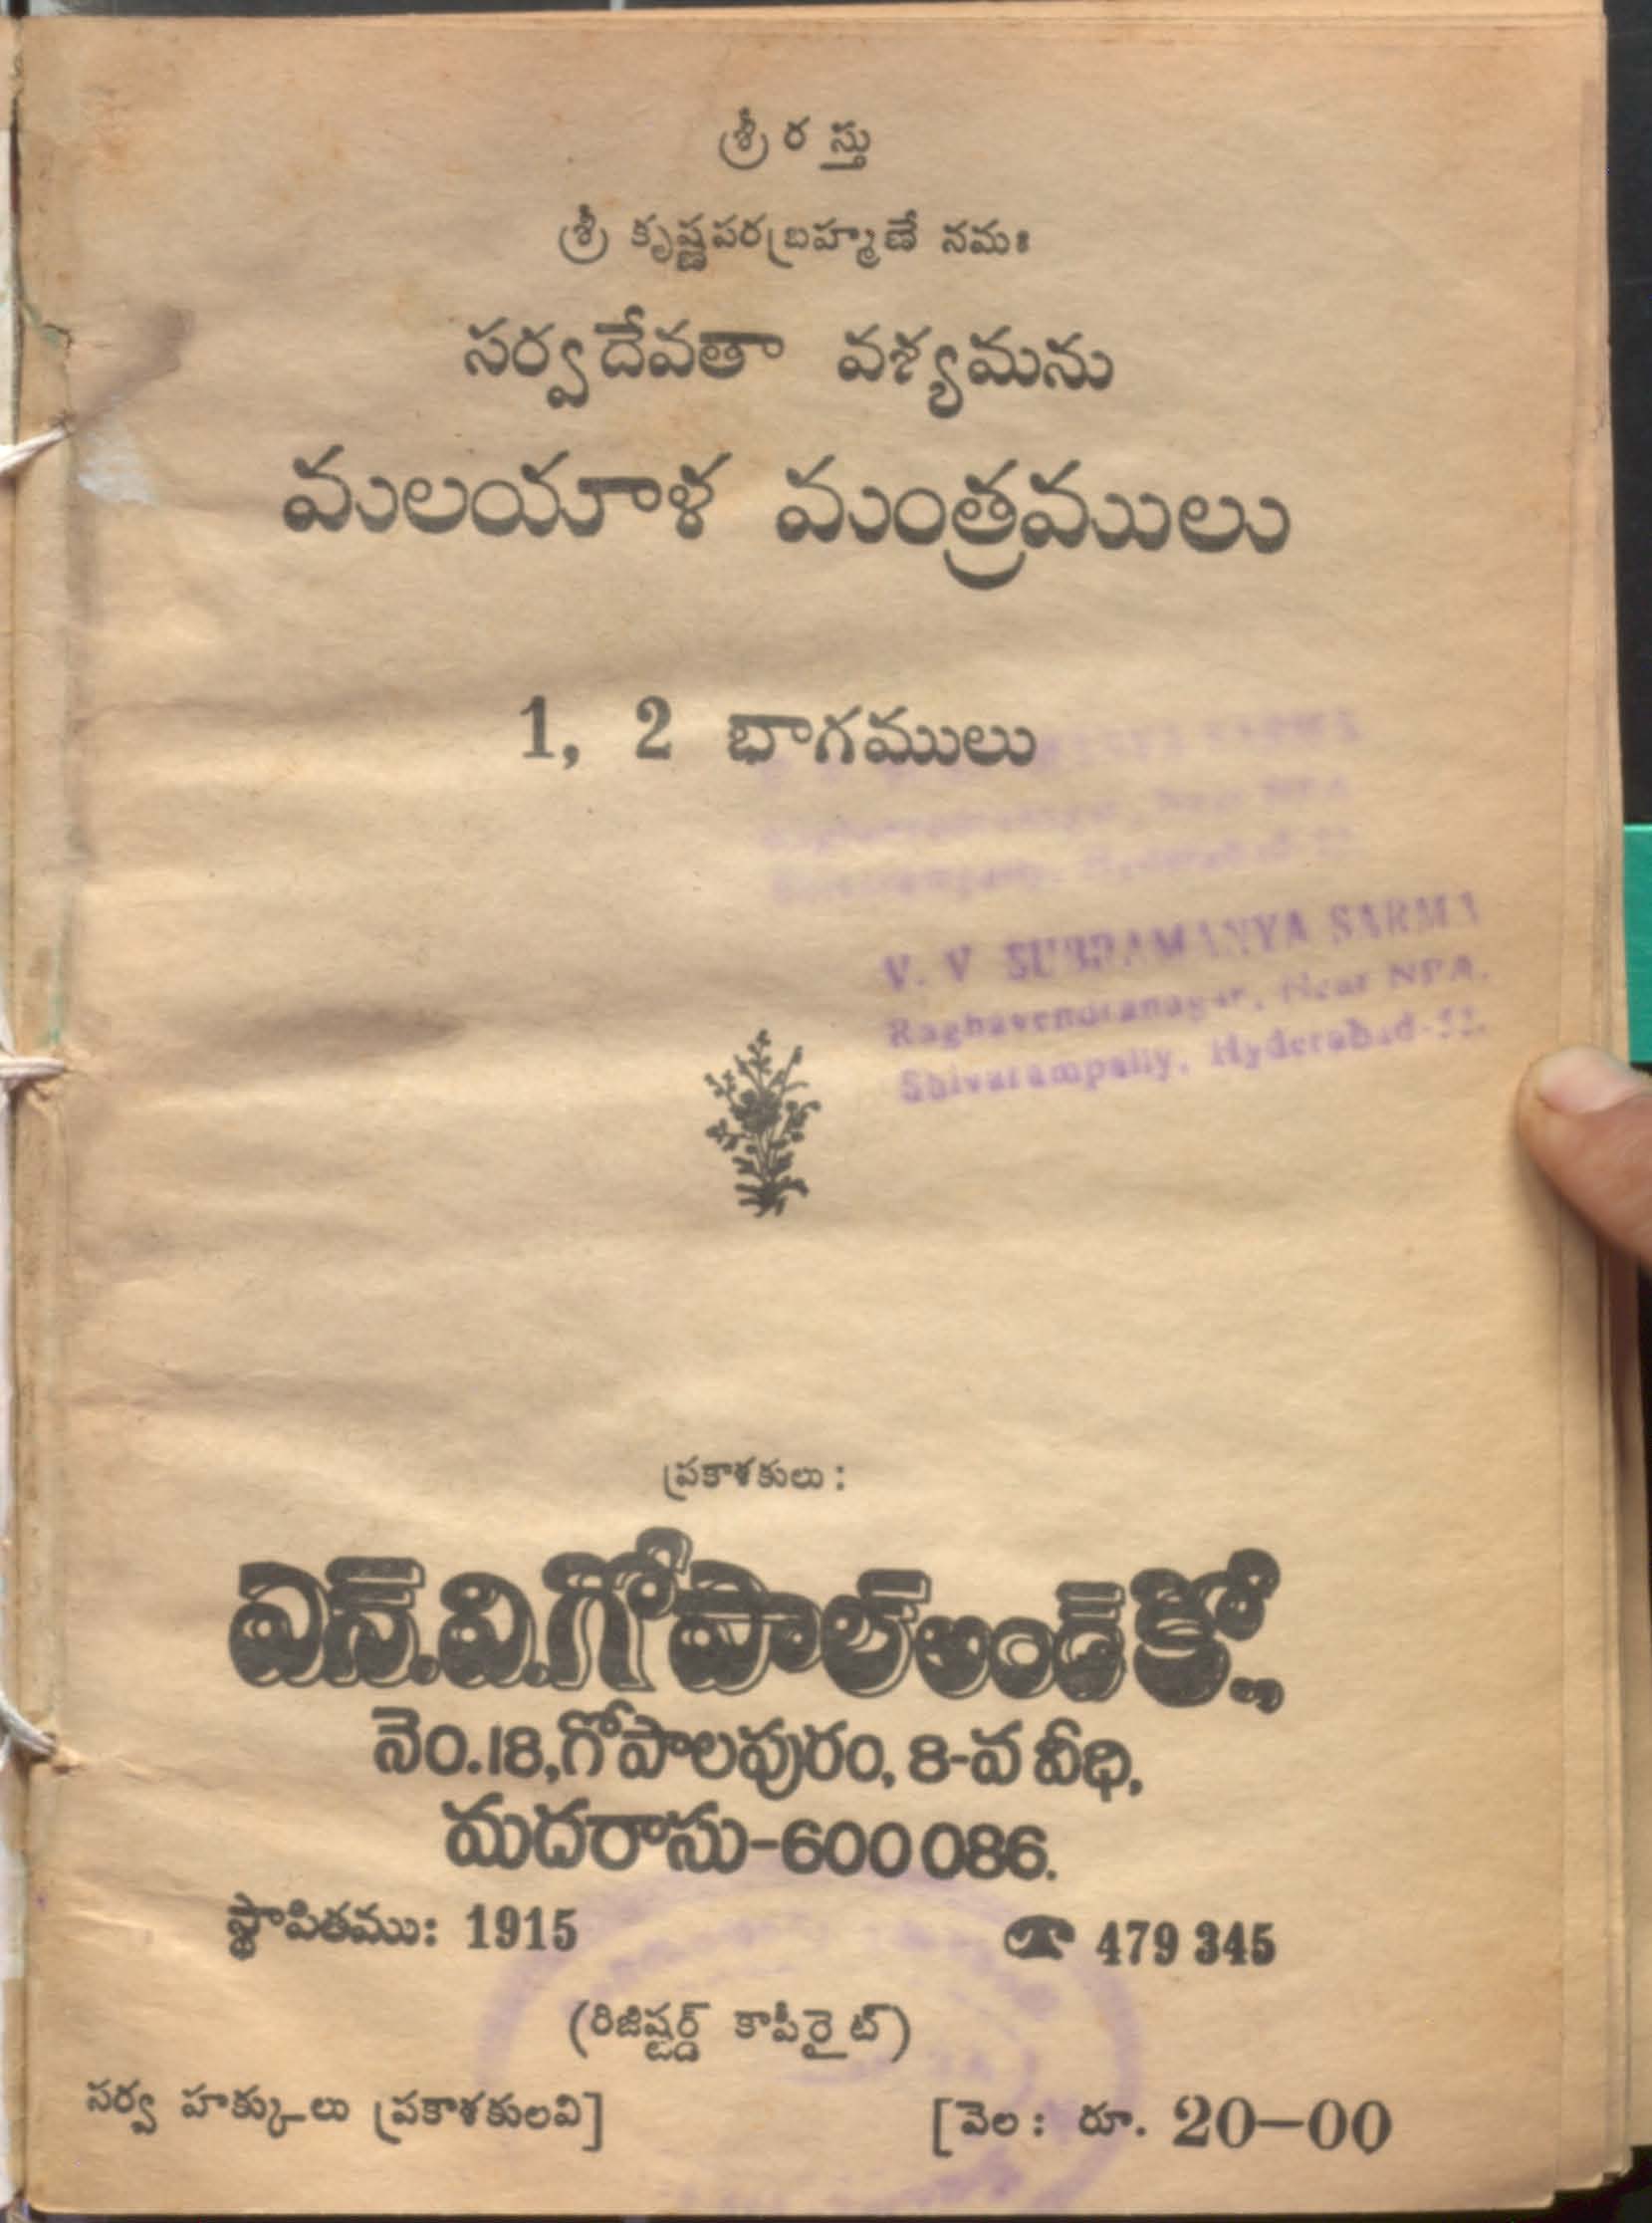 శ్రీ ర స్తు
శ్రీ కృష్ణపరబ్రహ్మణే నమః
సర్వదేవతా వశ్యమను
మలయాళ మంత్రములు
1, 2 భాగములు
V. V SUBRAMANYA SARMA
Raghavendranagar, Near NPA,
Shivarampally, Hyderabad-52.
ప్రకాశకులు :
ఎన్.వి.గోపాల్ అండ్ కో.,
నెం.18,గోపాలపురం, 8-వ వీధి,
మదరాసు-600 086.
స్థాపితము: 1915 ☎ 479 345
(రిజిష్టర్డ్ కాపీరైట్)
సర్వ హక్కులు ప్రకాశకులవి] [వెల : రూ. 20-00